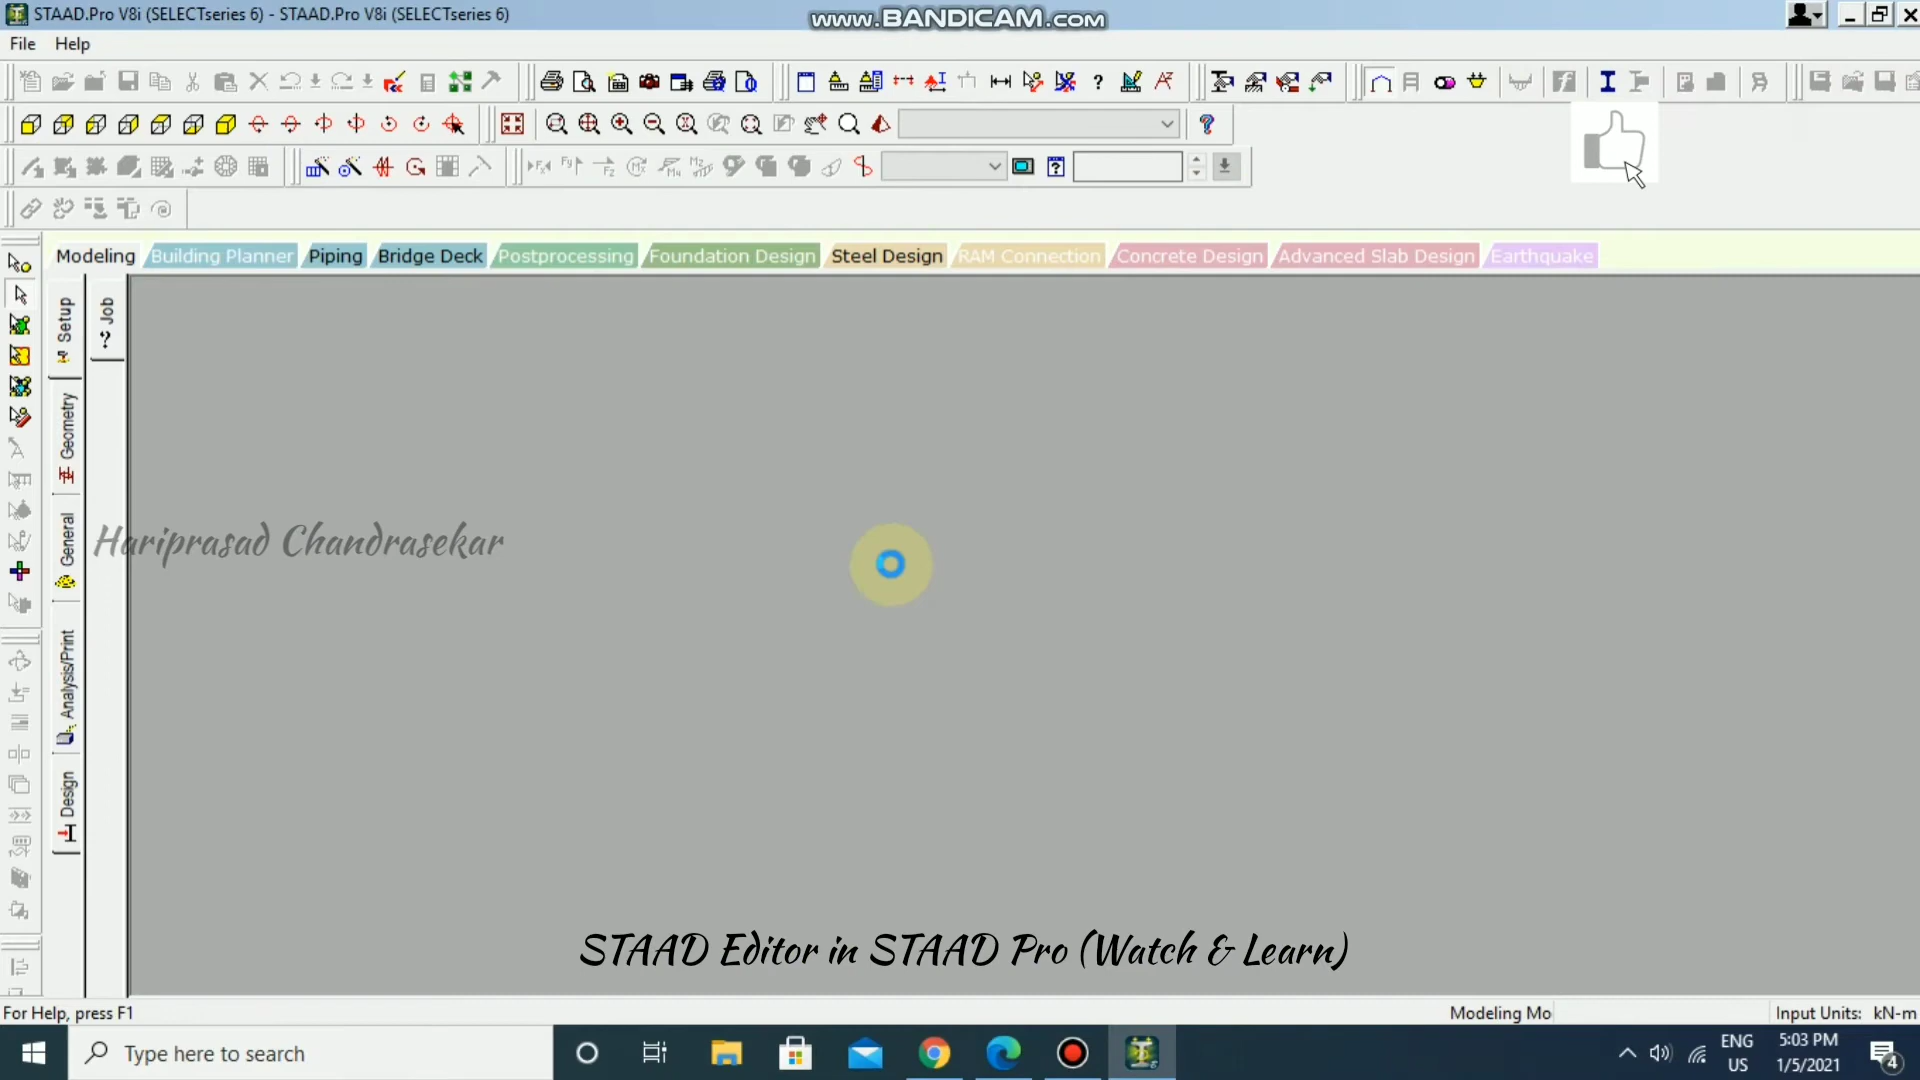 STAAD.Pro V8i (SELECTseries 6) - STAAD.Pro V8i (SELECTseries 6)
www.BANDICAM.com
File Help
Modeling Building Planner Piping Bridge Deck Postprocessing Foundation Design Steel Design RAM Connection Concrete Design Advanced Slab Design Earthquake
Setup
Job
Geometry
General
Analysis/Print
Design
Hariprasad Chandrasekar
STAAD Editor in STAAD Pro (Watch & Learn)
For Help, press F1
Modeling Mo
Input Units: kN-m
Type here to search
ENG
US
5:03 PM
1/5/2021
4